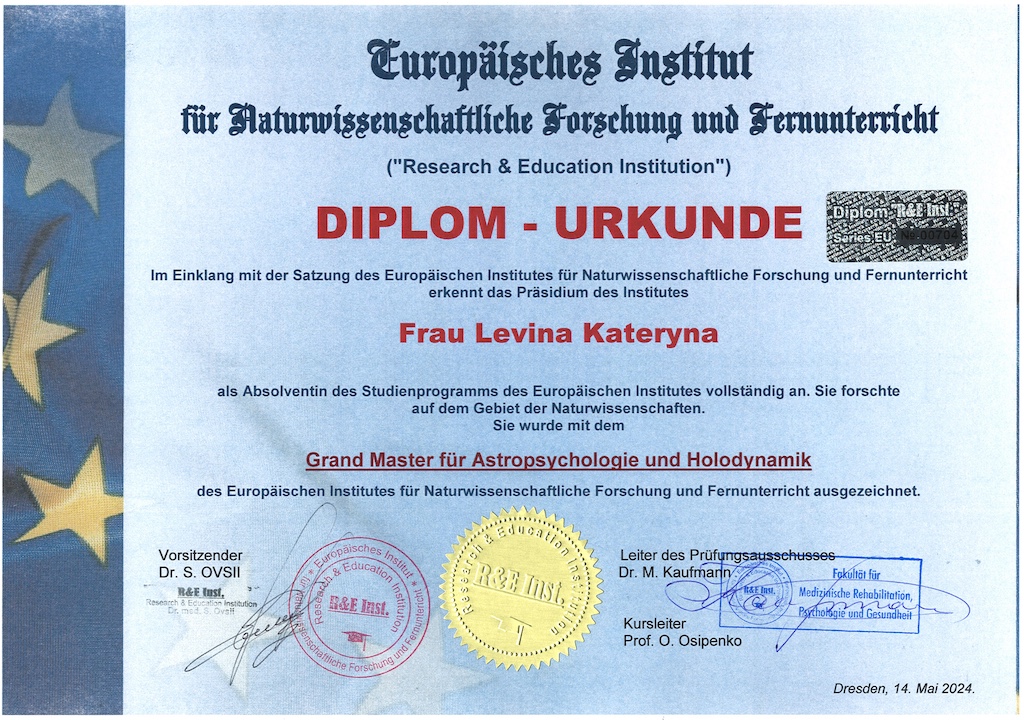 Europäisches Institut
für Naturwissenschaftliche Forschung und Fernunterricht
("Research & Education Institution")
DIPLOM - URKUNDE
Diplom "R&E Inst."
Series.EU
Im Einklang mit der Satzung des Europäischen Institutes für Naturwissenschaftliche Forschung und Fernunterricht
erkennt das Präsidium des Institutes
Frau Levina Kateryna
als Absolventin des Studienprogramms des Europäischen Institutes vollständig an. Sie forschte
auf dem Gebiet der Naturwissenschaften.
Sie wurde mit dem
Grand Master für Astropsychologie und Holodynamik
des Europäischen Institutes für Naturwissenschaftliche Forschung und Fernunterricht ausgezeichnet.
Vorsitzender
Dr. S. OVSII
R&E Inst.
Research & Education Institution
Dr. med. S. Ovsii
Europäisches Institut
Naturwissenschaftliche Forschung und Fernunterricht
Research & Education Institution
R&E Inst.
Research & Education Institution
R&E Inst.
Leiter des Prüfungsausschusses
Dr. M. Kaufmann
R&E Inst.
Fakultät für
Medizinische Rehabilitation,
Psychologie und Gesundheit
Kursleiter
Prof. O. Osipenko
Dresden, 14. Mai 2024.